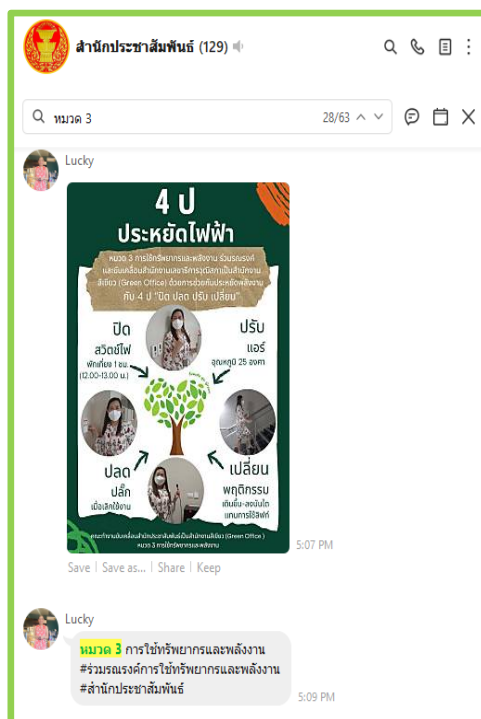 สำนักประชาสัมพันธ์ (129)
หมวด 3
28/63
Lucky
4 ป
ประหยัดไฟฟ้า
หมวด 3 การใช้ทรัพยากรและพลังงาน ร่วมรณรงค์
และขับเคลื่อนสำนักงานเลขาธิการวุฒิสภาเป็นสำนักงาน
สีเขียว (Green Office) ด้วยการช่วยกันประหยัดพลังงาน
กับ 4 ป "ปิด ปลด ปรับ เปลี่ยน"
ปิด
สวิตช์ไฟ
พักเที่ยง 1 ชม.
(12.00-13.00 น.)
ปรับ
แอร์
อุณหภูมิ 25 องศา
ปลด
ปลั๊ก
เมื่อเลิกใช้งาน
เปลี่ยน
พฤติกรรม
เดินขึ้น-ลงบันได
แทนการใช้ลิฟท์
คณะทำงานขับเคลื่อนสำนักประชาสัมพันธ์เป็นสำนักงานสีเขียว (Green Office )
หมวด 3 การใช้ทรัพยากรและพลังงาน
5:07 PM
Save | Save as... | Share | Keep
Lucky
หมวด 3 การใช้ทรัพยากรและพลังงาน
#ร่วมรณรงค์การใช้ทรัพยากรและพลังงาน
#สำนักประชาสัมพันธ์
5:09 PM